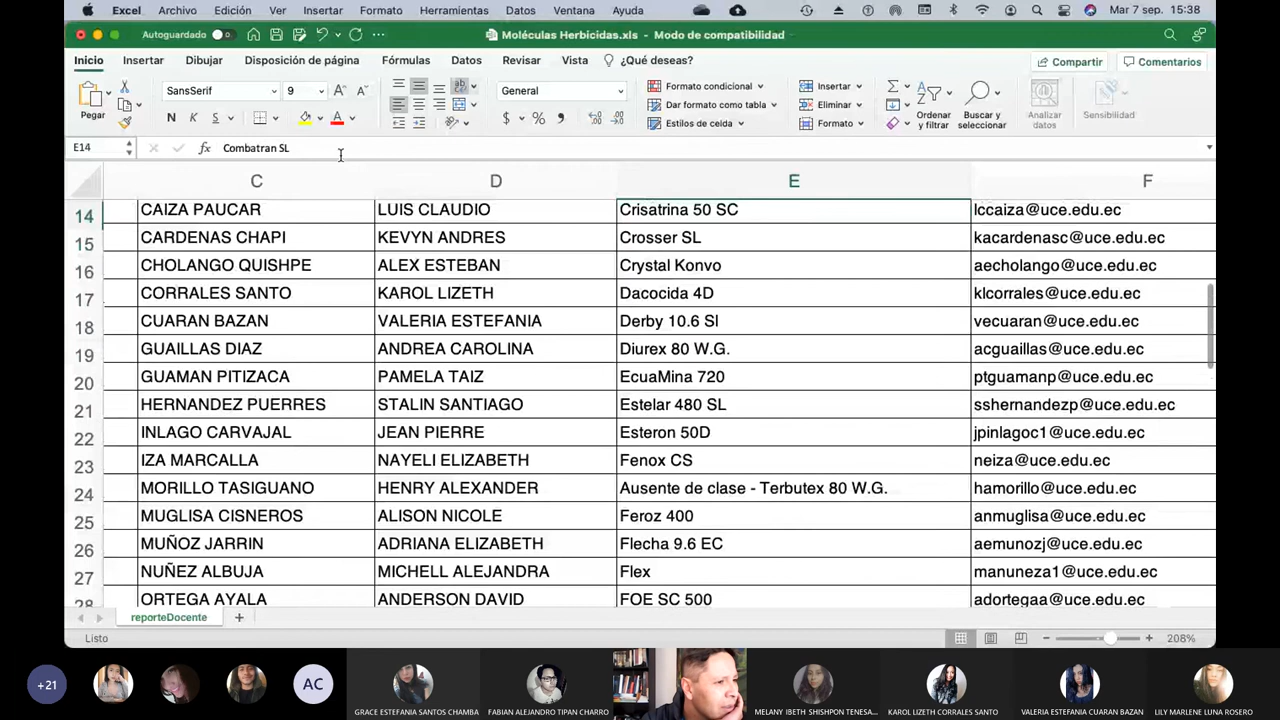 Excel Archivo Edición Ver Insertar Formato Herramientas Datos Ventana Ayuda Mar 7 sep. 15:38
Autoguardado Moléculas Herbicidas.xls - Modo de compatibilidad
Inicio Insertar Dibujar Disposición de página Fórmulas Datos Revisar Vista ¿Qué deseas? Compartir Comentarios
Pegar SansSerif 9 General Formato condicional Insertar
Dar formato como tabla Eliminar
N K S Estilos de celda Formato
Ordenar y filtrar Buscar y seleccionar Analizar datos Sensibilidad
E14 fx Combatran SL
C D E F
14 CAIZA PAUCAR LUIS CLAUDIO Crisatrina 50 SC lccaiza@uce.edu.ec
15 CARDENAS CHAPI KEVYN ANDRES Crosser SL kacardenasc@uce.edu.ec
16 CHOLANGO QUISHPE ALEX ESTEBAN Crystal Konvo aecholango@uce.edu.ec
17 CORRALES SANTO KAROL LIZETH Dacocida 4D klcorrales@uce.edu.ec
18 CUARAN BAZAN VALERIA ESTEFANIA Derby 10.6 Sl vecuaran@uce.edu.ec
19 GUAILLAS DIAZ ANDREA CAROLINA Diurex 80 W.G. acguaillas@uce.edu.ec
20 GUAMAN PITIZACA PAMELA TAIZ EcuaMina 720 ptguamanp@uce.edu.ec
21 HERNANDEZ PUERRES STALIN SANTIAGO Estelar 480 SL sshernandezp@uce.edu.ec
22 INLAGO CARVAJAL JEAN PIERRE Esteron 50D jpinlagoc1@uce.edu.ec
23 IZA MARCALLA NAYELI ELIZABETH Fenox CS neiza@uce.edu.ec
24 MORILLO TASIGUANO HENRY ALEXANDER Ausente de clase - Terbutex 80 W.G. hamorillo@uce.edu.ec
25 MUGLISA CISNEROS ALISON NICOLE Feroz 400 anmuglisa@uce.edu.ec
26 MUÑOZ JARRIN ADRIANA ELIZABETH Flecha 9.6 EC aemunozj@uce.edu.ec
27 NUÑEZ ALBUJA MICHELL ALEJANDRA Flex manuneza1@uce.edu.ec
28 ORTEGA AYALA ANDERSON DAVID FOE SC 500 adortegaa@uce.edu.ec
reporteDocente
Listo 208%
+21 AC GRACE ESTEFANIA SANTOS CHAMBA FABIAN ALEJANDRO TIPAN CHARRO MELANY IBETH SHISHPON TENESA... KAROL LIZETH CORRALES SANTO VALERIA ESTEFANIA CUARAN BAZAN LILY MARLENE LUNA ROSERO